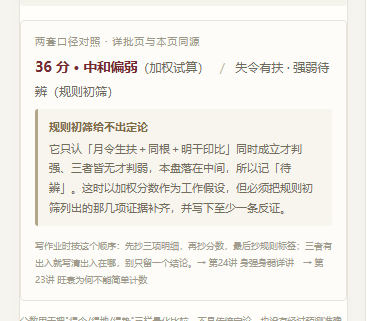 两套口径对照 · 详批页与本页同源
36 分 • 中和偏弱（加权试算） / 失令有扶 · 强弱待
辨（规则初筛）
规则初筛给不出定论
它只认「月令生扶＋同根＋明干印比」同时成立才判
强、三者皆无才判弱，本盘落在中间，所以记「待
辨」。这时以加权分数作为工作假设，但必须把规则初
筛列出的那几项证据补齐，并写下至少一条反证。
写作业时按这个顺序：先抄三项明细，再抄分数，最后抄规则标签；三者有
出入就写清出入在哪，别只留一个结论。→ 第24讲 身强身弱详讲 → 第
23讲 旺衰为何不能简单计数